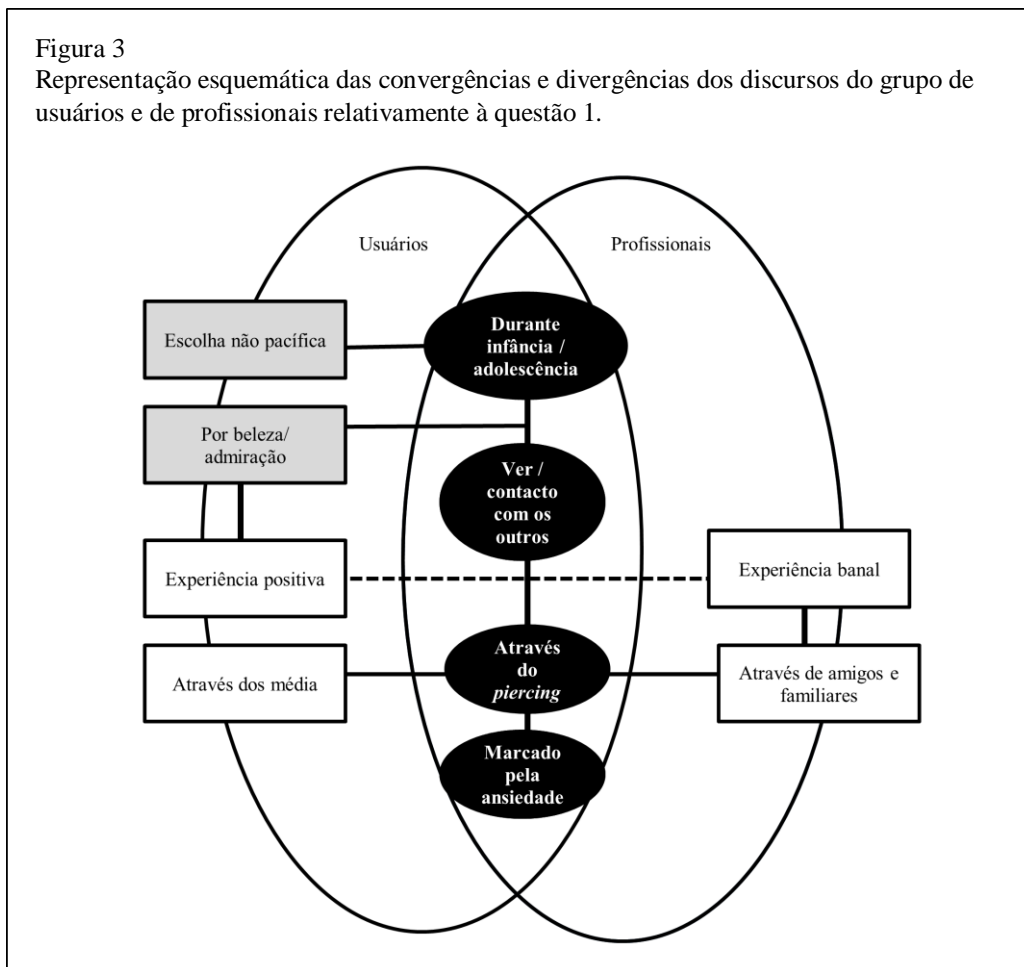 Figura 3
Representação esquemática das convergências e divergências dos discursos do grupo de
usuários e de profissionais relativamente à questão 1.
Usuários
Profissionais
Escolha não pacífica
Durante
infância /
adolescência
Por beleza/
admiração
Ver /
contacto
com os
outros
Experiência positiva
Experiência banal
Através dos média
Através
do
piercing
Através de amigos e
familiares
Marcado
pela
ansiedade